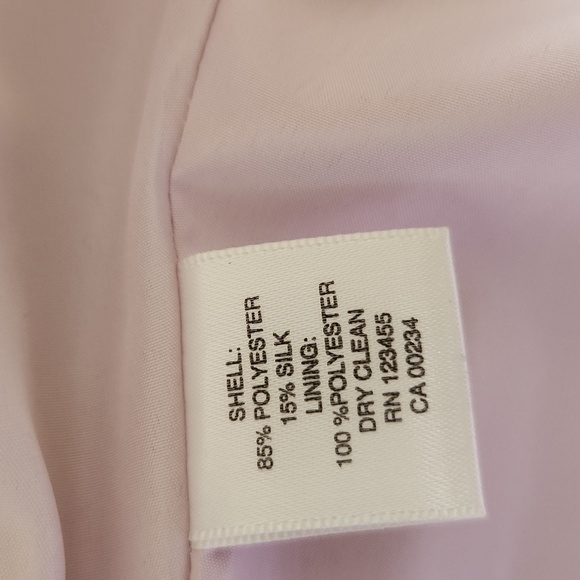 SHELL:
85% POLYESTER
15% SILK
LINING:
100 %POLYESTER
DRY CLEAN
RN 123455
CA 00234